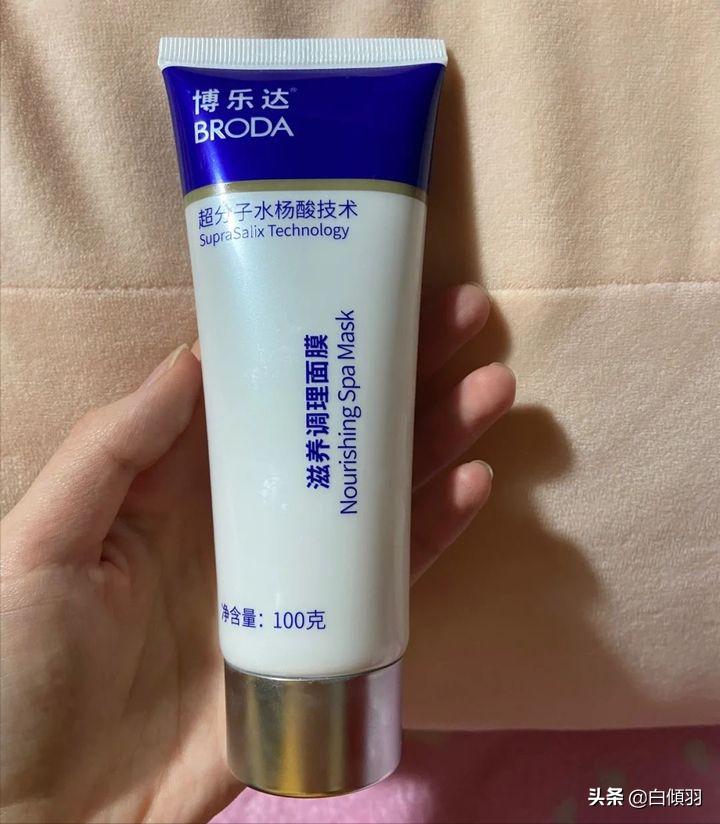 博乐达®
BRODA
超分子水杨酸技术
SupraSalix Technology
滋养调理面膜
Nourishing Spa Mask
净含量：100克
头条 @白傾羽